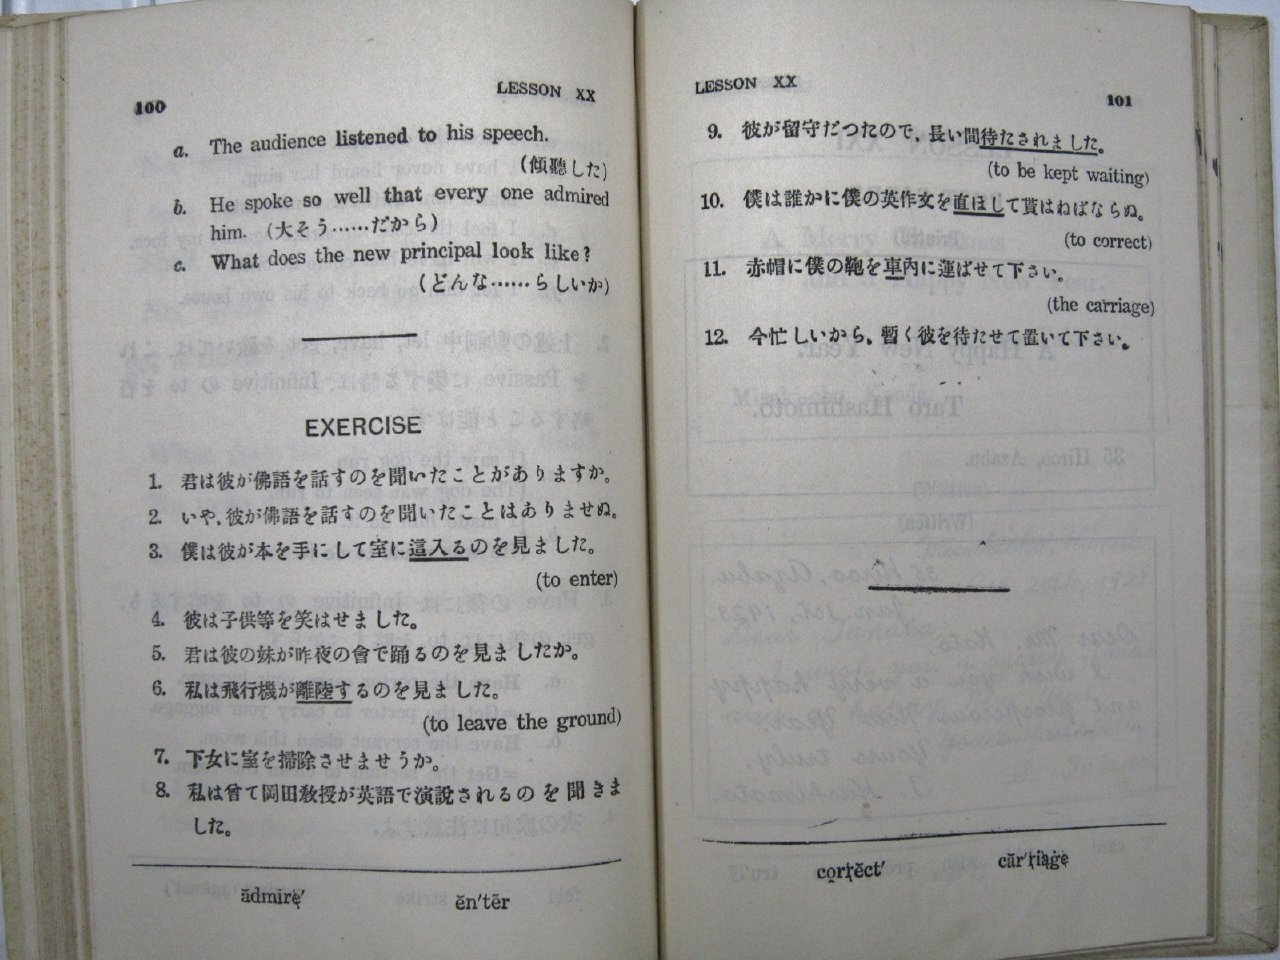 100
LESSON XX
a. The audience listened to his speech.
(傾聽した)
b. He spoke so well that every one admired
him. (大そう……だから)
c. What does the new principal look like?
(どんな……らしいか)
EXERCISE
1. 君は彼が佛語を話すのを聞いたことがありますか。
2. いや、彼が佛語を話すのを聞いたことはありませぬ。
3. 僕は彼が本を手にして室に這入るのを見ました。
(to enter)
4. 彼は子供等を笑はせました。
5. 君は彼の妹が昨夜の會で踊るのを見ましたか。
6. 私は飛行機が離陸するのを見ました。
(to leave the ground)
7. 下女に室を掃除させませうか。
8. 私は曾て岡田敎授が英語で演説されるのを聞きま
した。
ădmīrę′
ĕn′tẽr
LESSON XX
101
9. 彼が留守だつたので、長い間待たされました。
(to be kept waiting)
10. 僕は誰かに僕の英作文を直ほして貰はねばならぬ。
(to correct)
11. 赤帽に僕の鞄を車內に運ばせて下さい。
(the carriage)
12. 今忙しいから、暫く彼を待たせて置いて下さい。
correct′
căr′riage